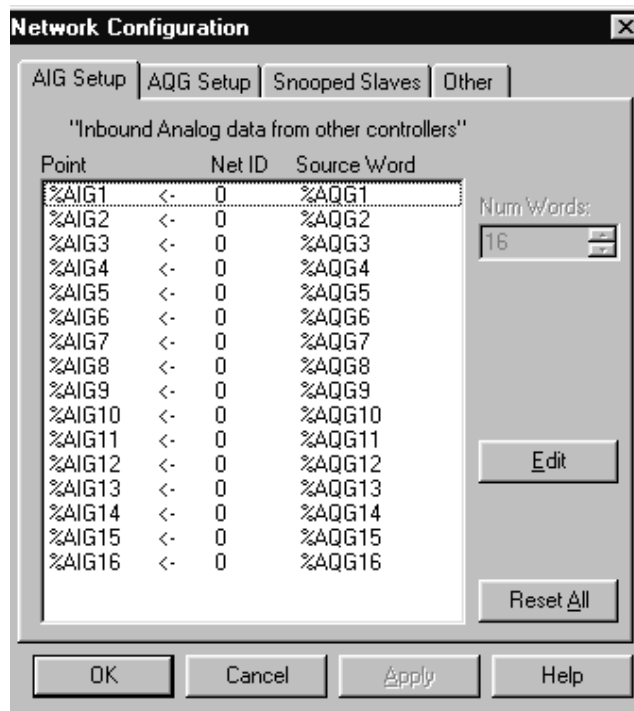 Network Configuration
AIG Setup AQG Setup Snooped Slaves Other
"Inbound Analog data from other controllers"
Point Net ID Source Word
%AIG1 <- 0 %AQG1
%AIG2 <- 0 %AQG2
%AIG3 <- 0 %AQG3
%AIG4 <- 0 %AQG4
%AIG5 <- 0 %AQG5
%AIG6 <- 0 %AQG6
%AIG7 <- 0 %AQG7
%AIG8 <- 0 %AQG8
%AIG9 <- 0 %AQG9
%AIG10 <- 0 %AQG10
%AIG11 <- 0 %AQG11
%AIG12 <- 0 %AQG12
%AIG13 <- 0 %AQG13
%AIG14 <- 0 %AQG14
%AIG15 <- 0 %AQG15
%AIG16 <- 0 %AQG16
Num Words:
16
Edit
Reset All
OK Cancel Apply Help